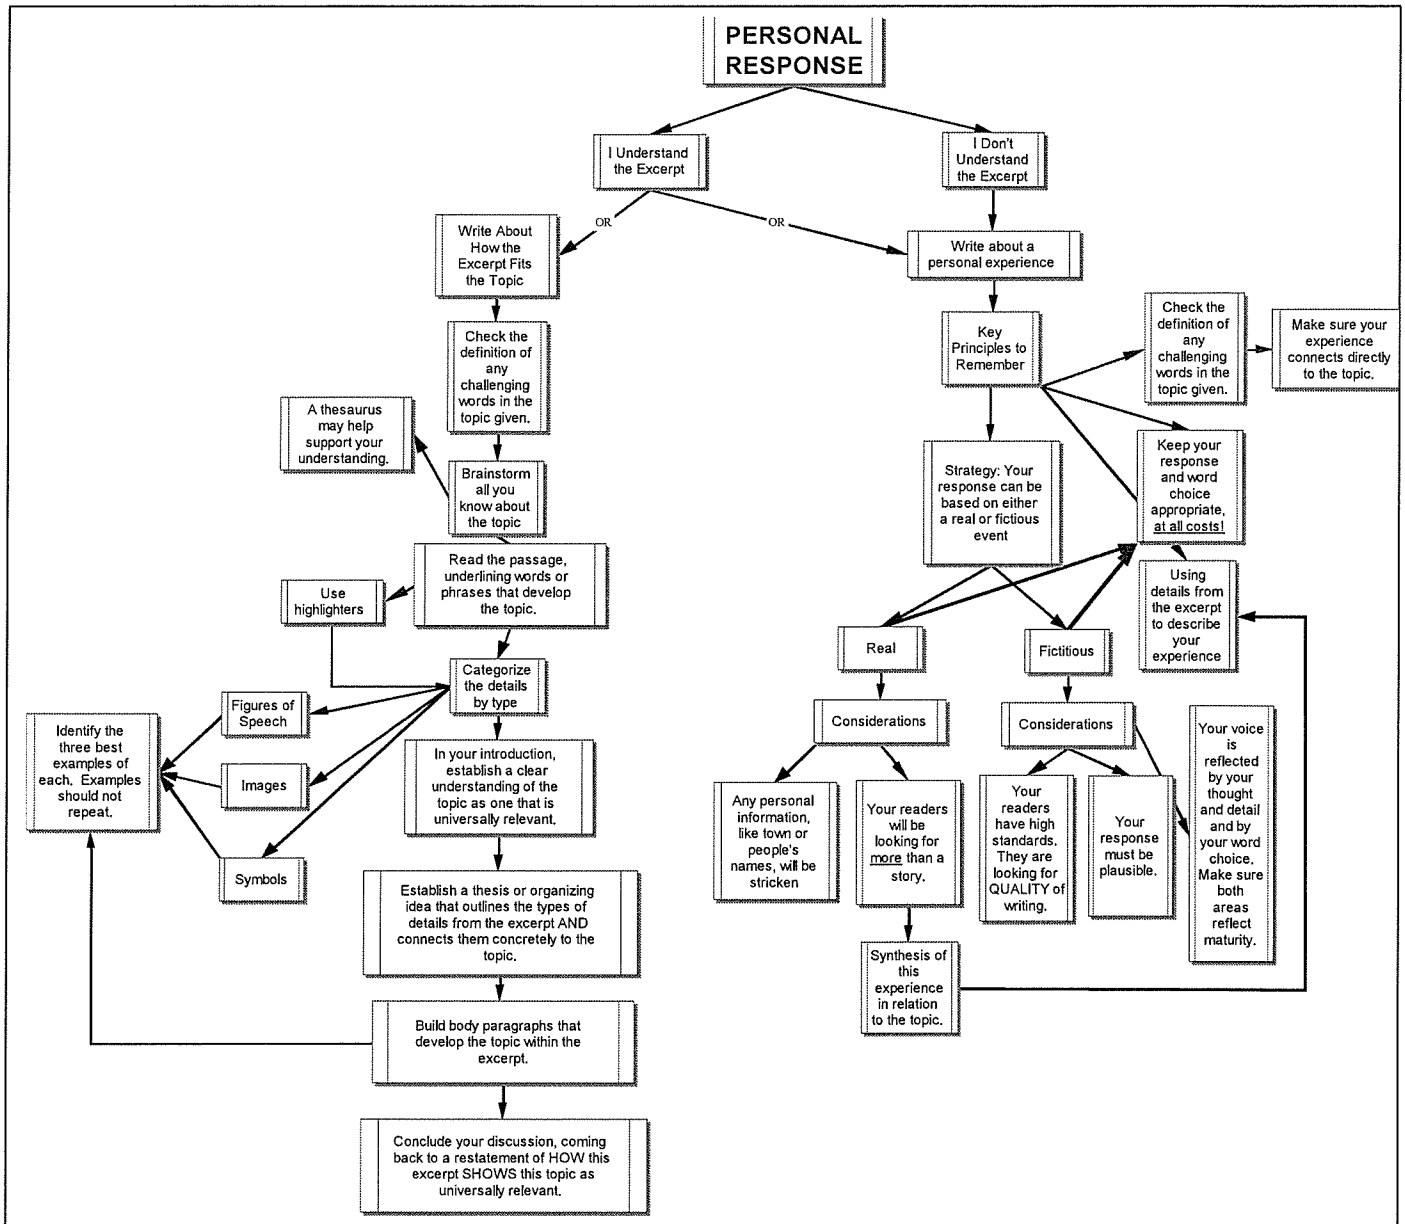 PERSONAL
RESPONSE
I Understand
the Excerpt
I Don't
Understand
the Excerpt
OR
OR
Write About
How the
Excerpt Fits
the Topic
Write about a
personal experience
Check the
definition of
any
challenging
words in the
topic given.
A thesaurus
may help
support your
understanding.
Brainstorm
all you
know about
the topic
Read the passage,
underlining words or
phrases that develop
the topic.
Use
highlighters
Categorize
the details
by type
Figures of
Speech
Images
Symbols
Identify the
three best
examples of
each. Examples
should not
repeat.
In your introduction,
establish a clear
understanding of the
topic as one that is
universally relevant.
Establish a thesis or organizing
idea that outlines the types of
details from the excerpt AND
connects them concretely to the
topic.
Build body paragraphs that
develop the topic within the
excerpt.
Conclude your discussion, coming
back to a restatement of HOW this
excerpt SHOWS this topic as
universally relevant.
Key
Principles to
Remember
Check the
definition of
any
challenging
words in the
topic given.
Make sure your
experience
connects directly
to the topic.
Keep your
response
and word
choice
appropriate,
at all costs!
Strategy: Your
response can be
based on either
a real or fictious
event
Using
details from
the excerpt
to describe
your
experience
Real
Fictitious
Considerations
Considerations
Any personal
information,
like town or
people's
names, will be
stricken
Your readers
will be
looking for
more than a
story.
Your
readers
have high
standards.
They are
looking for
QUALITY of
writing.
Your
response
must be
plausible.
Your voice
is
reflected
by your
thought
and detail
and by
your word
choice.
Make sure
both
areas
reflect
maturity.
Synthesis of
this
experience
in relation
to the topic.